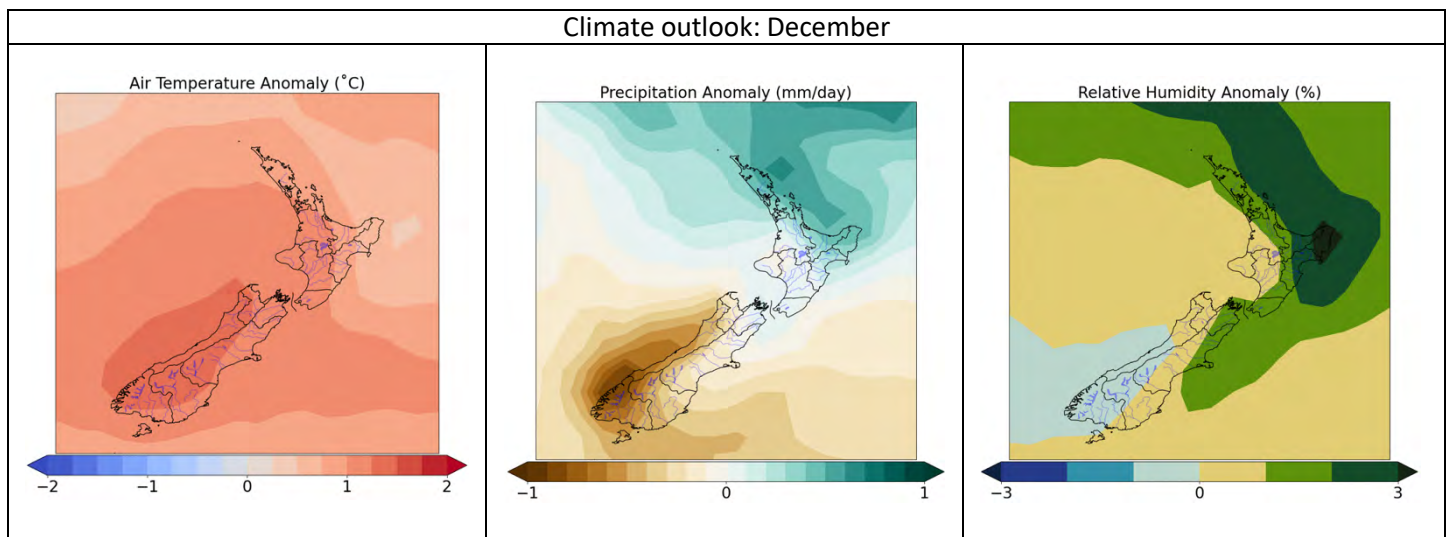 Climate outlook: December
Air Temperature Anomaly (˚C)
Precipitation Anomaly (mm/day)
Relative Humidity Anomaly (%)
−2 −1 0 1 2
−1 0 1
−3 0 3